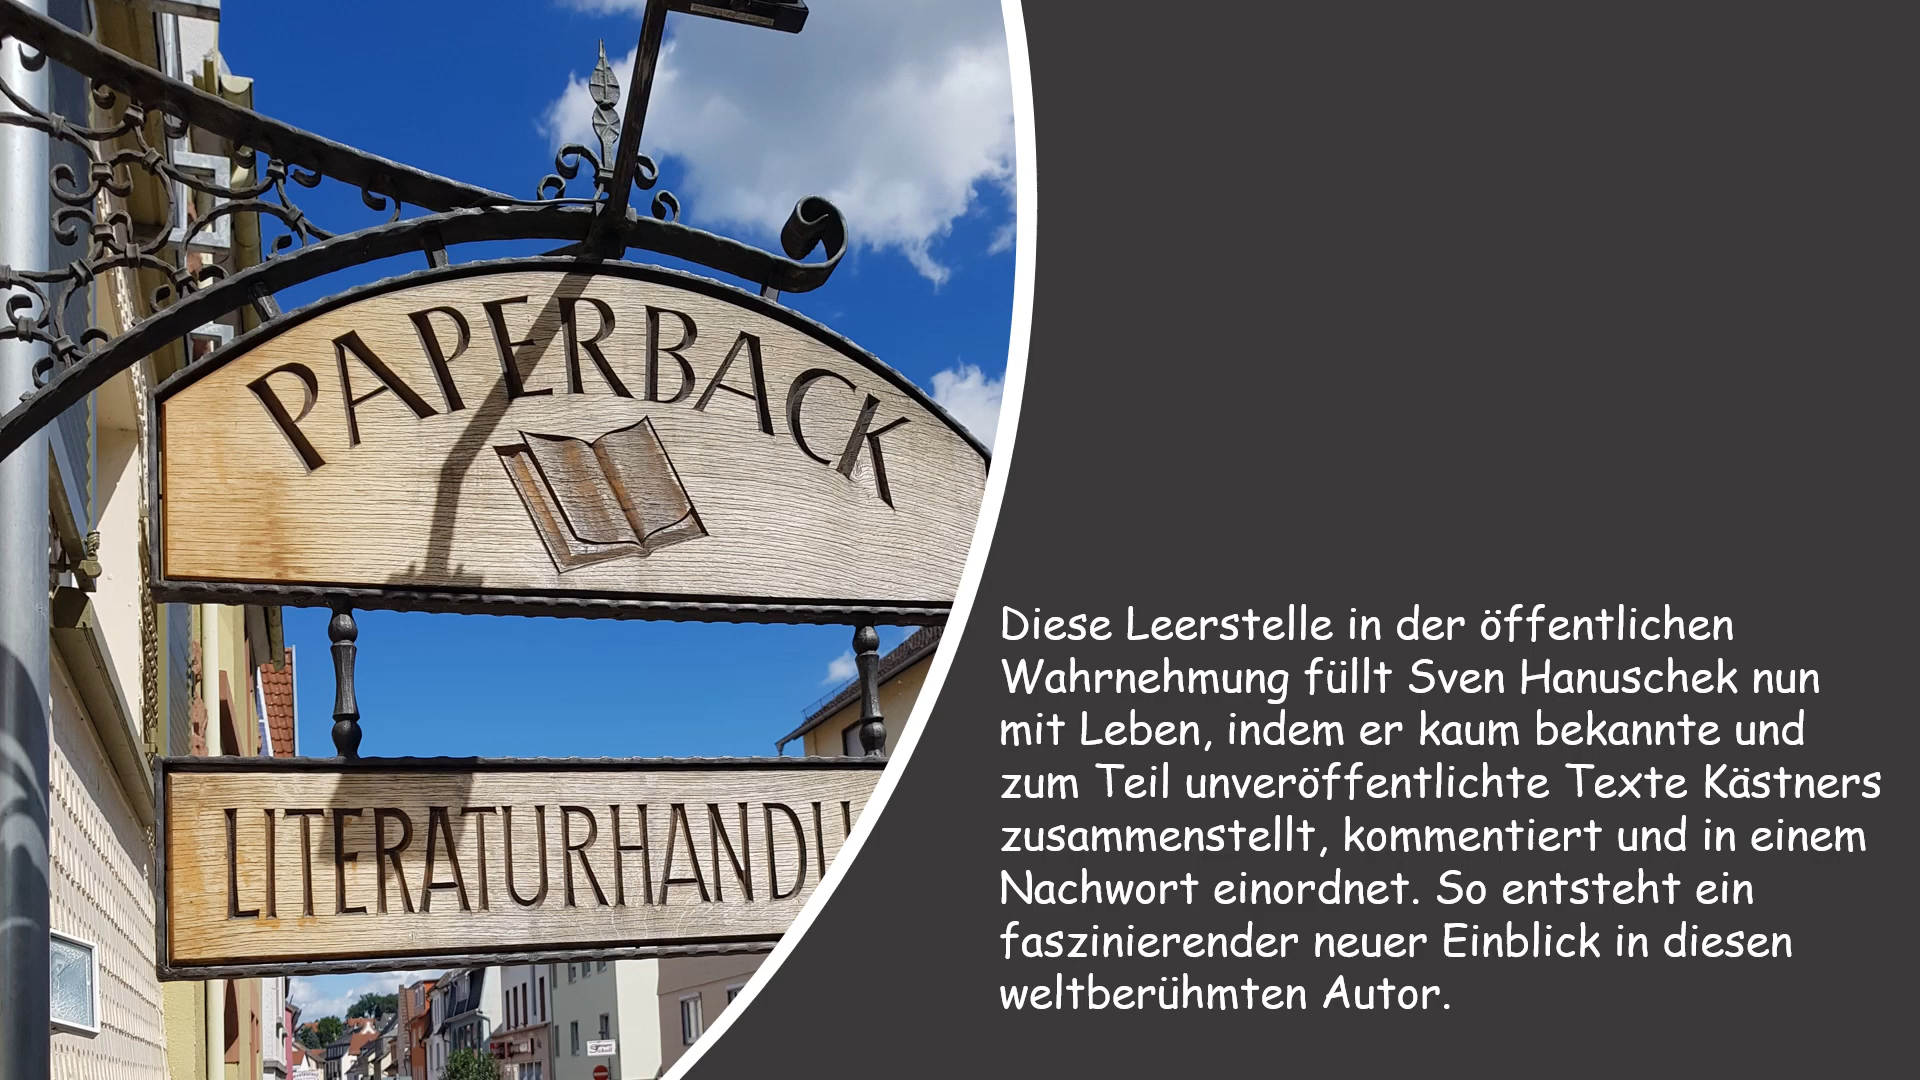 PAPERBACK
LITERATURHANDLU
Diese Leerstelle in der öffentlichen
Wahrnehmung füllt Sven Hanuschek nun
mit Leben, indem er kaum bekannte und
zum Teil unveröffentlichte Texte Kästners
zusammenstellt, kommentiert und in einem
Nachwort einordnet. So entsteht ein
faszinierender neuer Einblick in diesen
weltberühmten Autor.